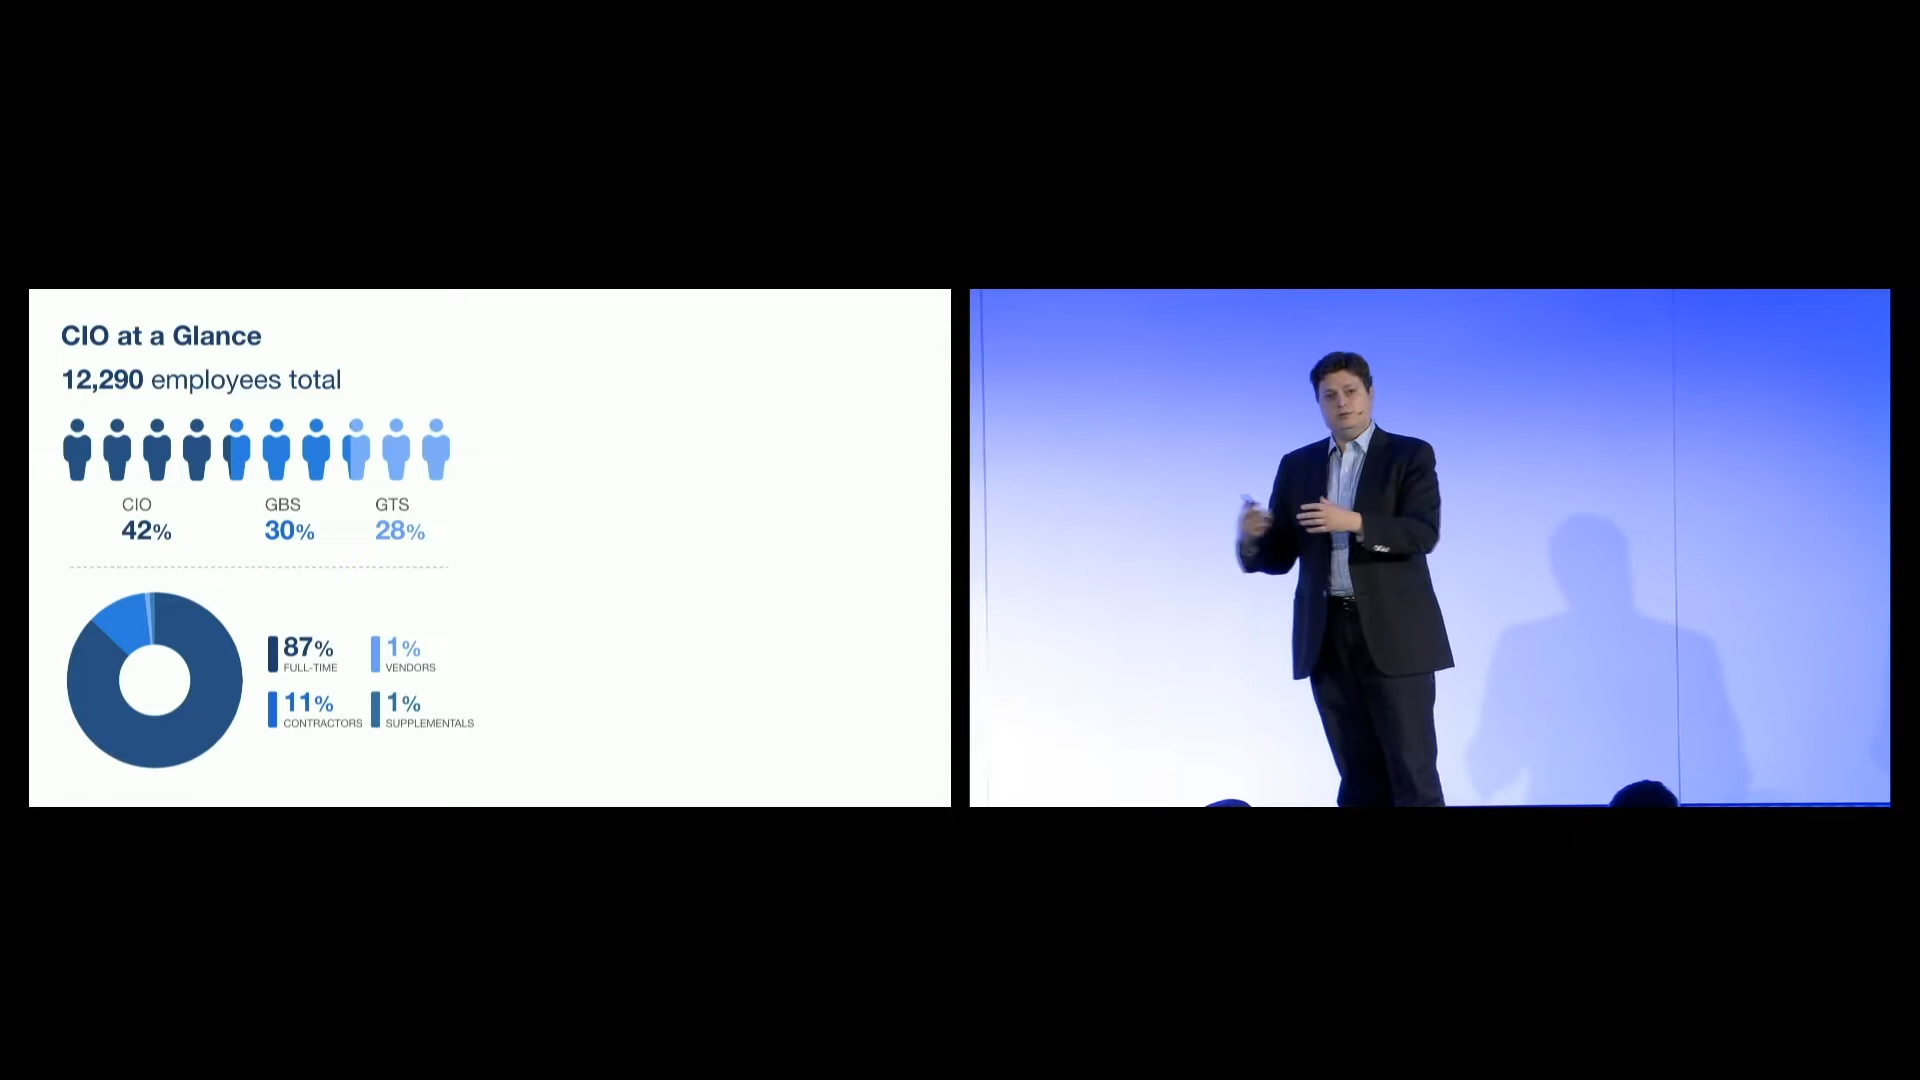 CIO at a Glance
12,290 employees total
CIO GBS GTS
42% 30% 28%
87% 1%
FULL-TIME VENDORS
11% 1%
CONTRACTORS SUPPLEMENTALS